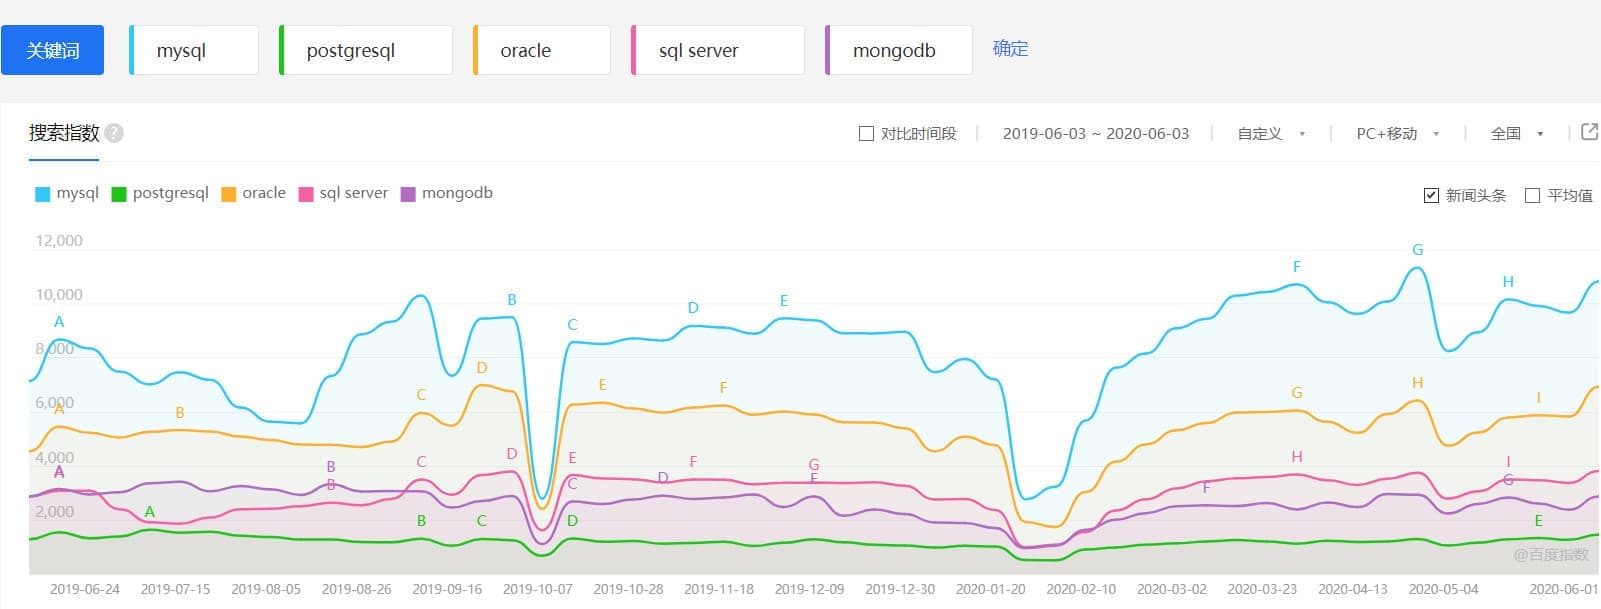 关键词 mysql postgresql oracle sql server mongodb 确定
搜索指数 ? 对比时间段 2019-06-03 ~ 2020-06-03 自定义 PC+移动 全国
mysql postgresql oracle sql server mongodb 新闻头条 平均值
12,000
G
F
H
10,000
B D E
A C
8,000
D
E F G H
6,000
A B C I
D
4,000
B C E F G H I
A A B C D E F G
2,000
A B C D E
@百度指数
2019-06-24 2019-07-15 2019-08-05 2019-08-26 2019-09-16 2019-10-07 2019-10-28 2019-11-18 2019-12-09 2019-12-30 2020-01-20 2020-02-10 2020-03-02 2020-03-23 2020-04-13 2020-05-04 2020-06-01